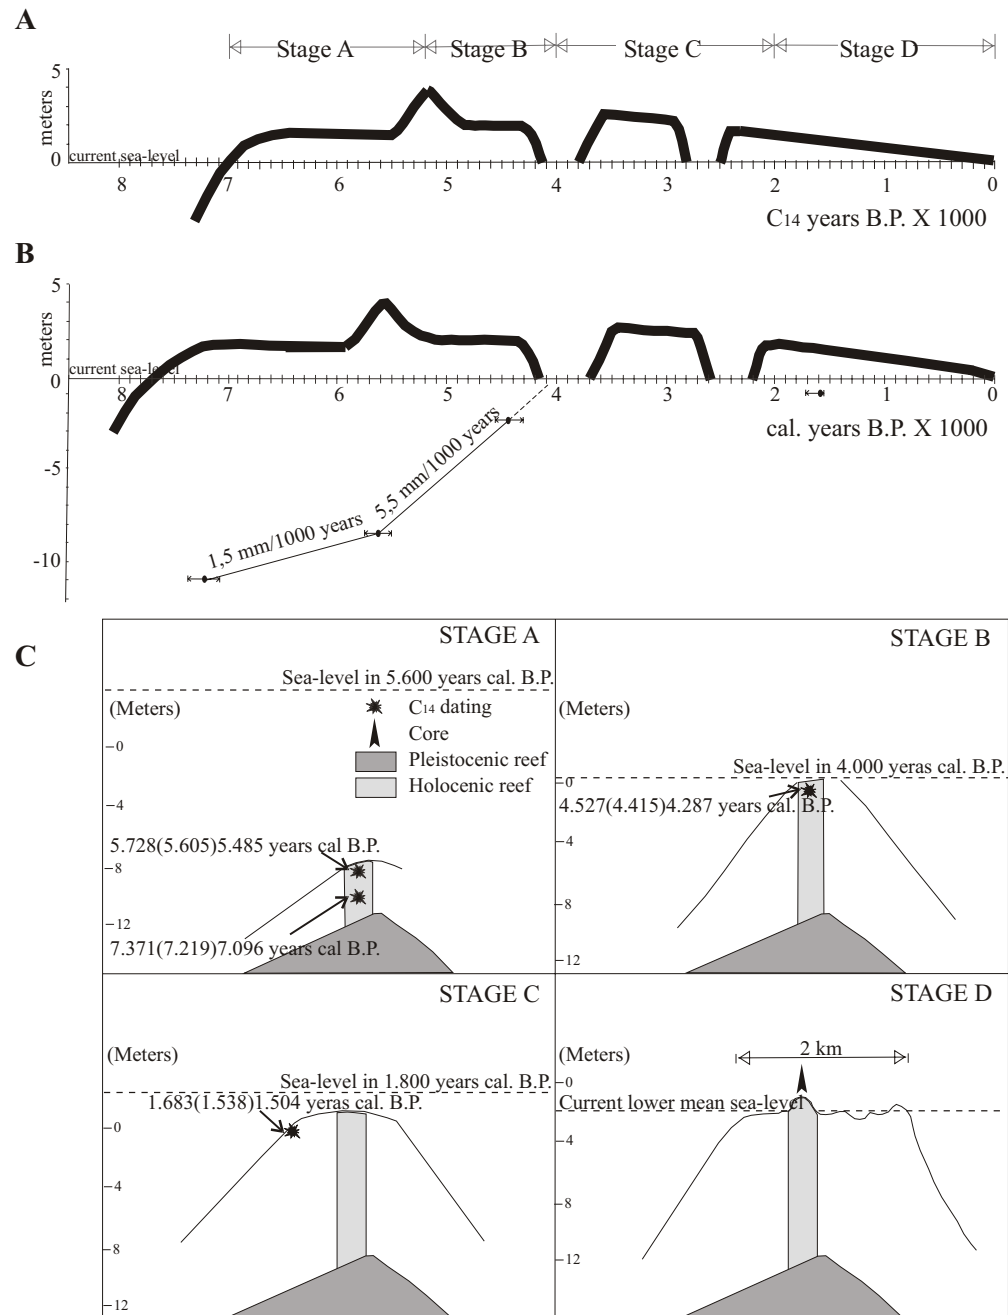 A
Stage A Stage B Stage C Stage D
5
meters
current sea-level
0
8 7 6 5 4 3 2 1 0
C14 years B.P. X 1000
B
5
meters
current sea-level
0
8 7 6 5 4 3 2 1 0
cal. years B.P. X 1000
-5
5,5 mm/1000 years
1,5 mm/1000 years
-10
C
STAGE A
Sea-level in 5.600 years cal. B.P.
(Meters)
C14 dating
Core
Pleistocenic reef
Holocenic reef
0
4
5.728(5.605)5.485 years cal B.P.
8
12
7.371(7.219)7.096 years cal B.P.
STAGE B
(Meters)
Sea-level in 4.000 yeras cal. B.P.
0
4.527(4.415)4.287 years cal. B.P.
4
8
12
STAGE C
(Meters)
Sea-level in 1.800 years cal. B.P.
1.683(1.538)1.504 yeras cal. B.P.
0
4
8
12
STAGE D
(Meters)
2 km
0
Current lower mean sea-level
4
8
12